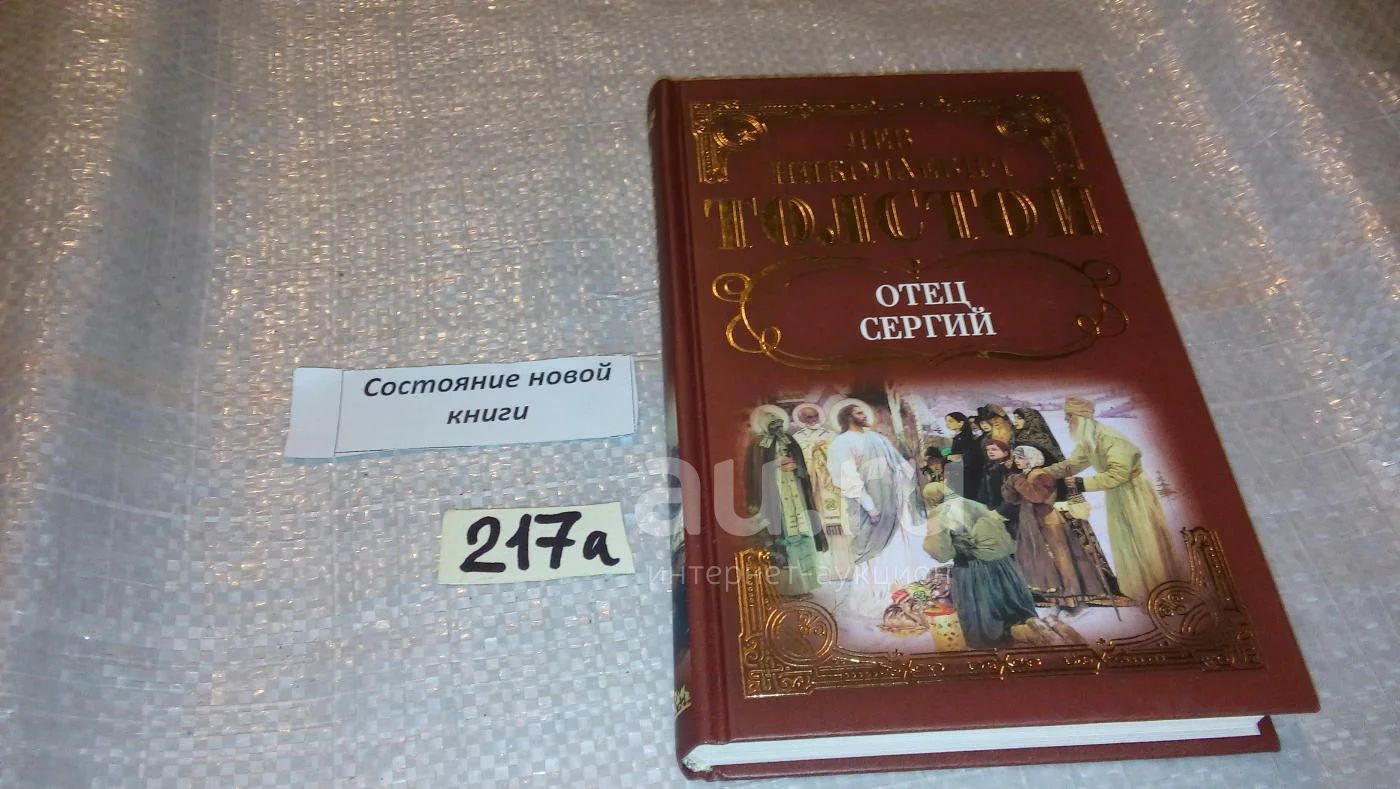 ЛЕВ
НИКОЛАЕВИЧ
ТОЛСТОЙ
ОТЕЦ
СЕРГИЙ
Состояние новой
книги
217а
au.ru
интернет-аукцион